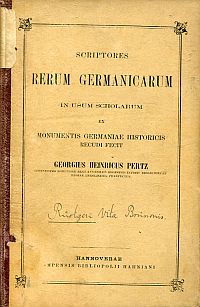 SCRIPTORES
RERUM GERMANICARUM
IN USUM SCHOLARUM
EX
MONUMENTIS GERMANIAE HISTORICIS
RECUDI FECIT
GEORGIUS HEINRICUS PERTZ
Ruotgeri Vita Brunonis.
HANNOVERAE
IMPENSIS BIBLIOPOLII HAHNIANI